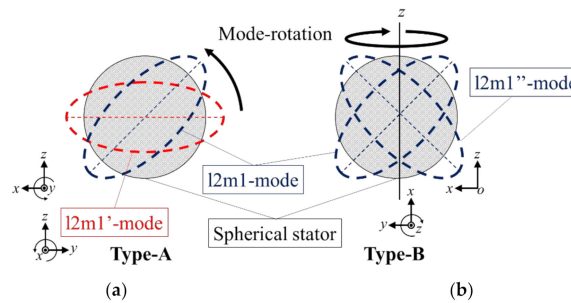 z
Mode-rotation
l2m1''-mode
z
x
y
l2m1-mode
z
x
o
l2m1'-mode
Spherical stator
z
x
y
x
y
z
Type-A
Type-B
(a)
(b)